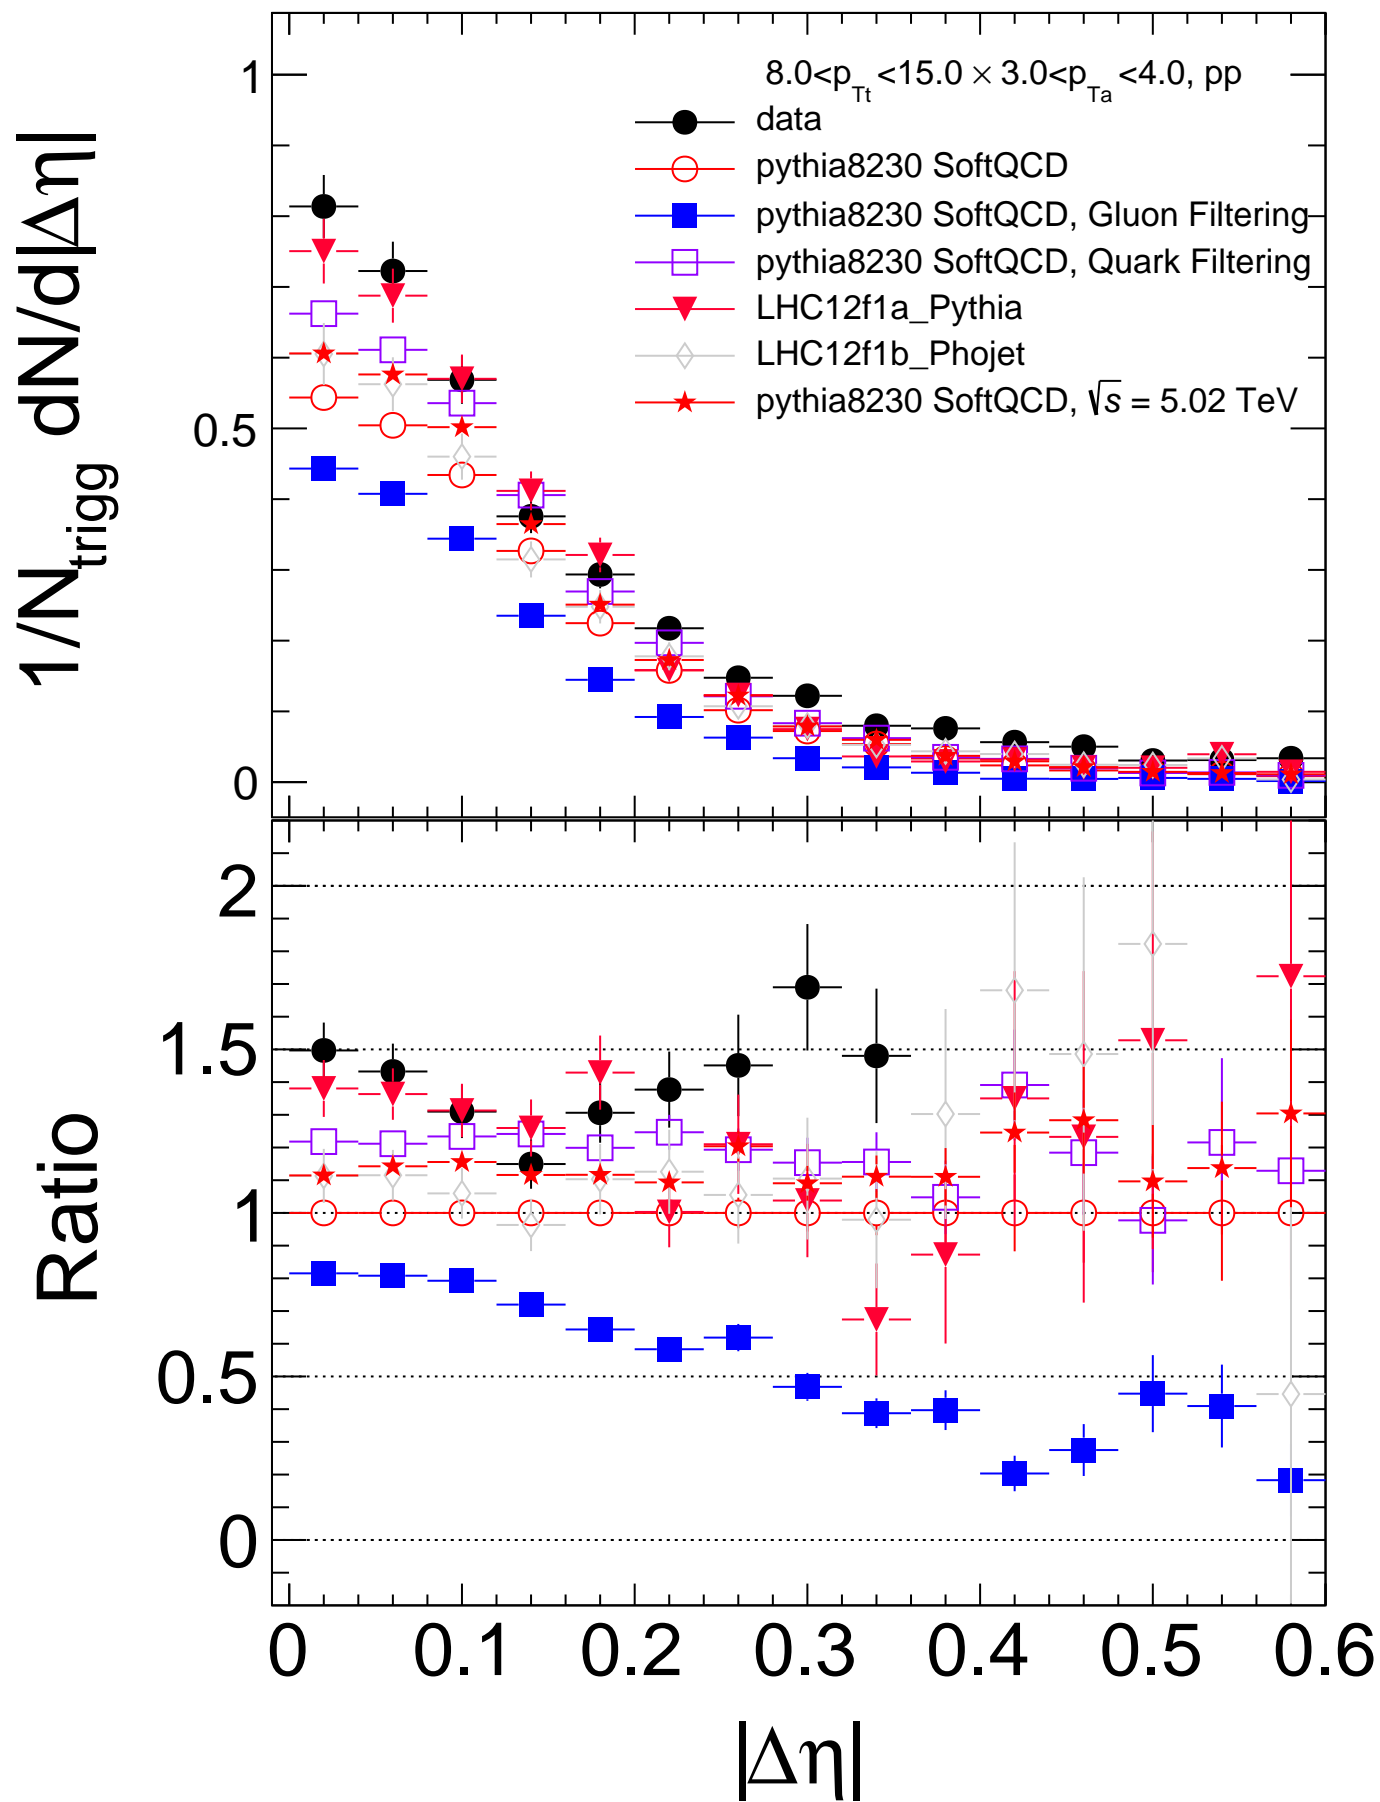 8.0<p_Tt<15.0 × 3.0<p_Ta<4.0, pp
data
pythia8230 SoftQCD
pythia8230 SoftQCD, Gluon Filtering
pythia8230 SoftQCD, Quark Filtering
LHC12f1a_Pythia
LHC12f1b_Phojet
pythia8230 SoftQCD, √s = 5.02 TeV
1/N_trigg dN/d|Δη|
1
0.5
0
Ratio
2
1.5
1
0.5
0
0 0.1 0.2 0.3 0.4 0.5 0.6
|Δη|